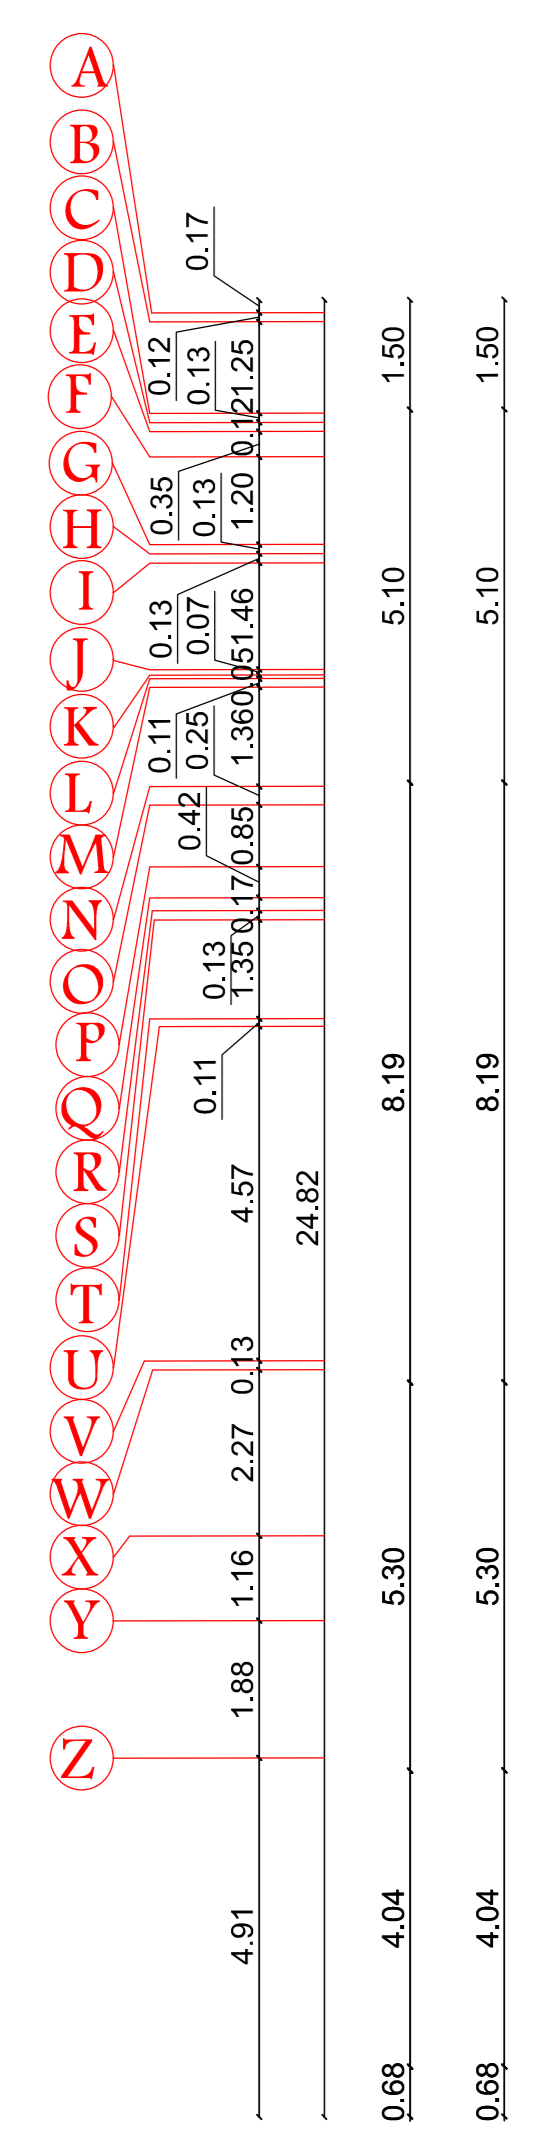 A
B
C
D
E
F
G
H
I
J
K
L
M
N
O
P
Q
R
S
T
U
V
W
X
Y
Z
0.17
0.12
1.25
0.13
0.12
0.35
0.13
1.20
0.13
1.46
0.07
0.05
0.11
1.36
0.25
0.85
0.42
0.17
0.13
1.35
0.11
4.57
0.13
2.27
1.16
1.88
4.91
24.82
1.50
5.10
8.19
5.30
4.04
0.68
1.50
5.10
8.19
5.30
4.04
0.68